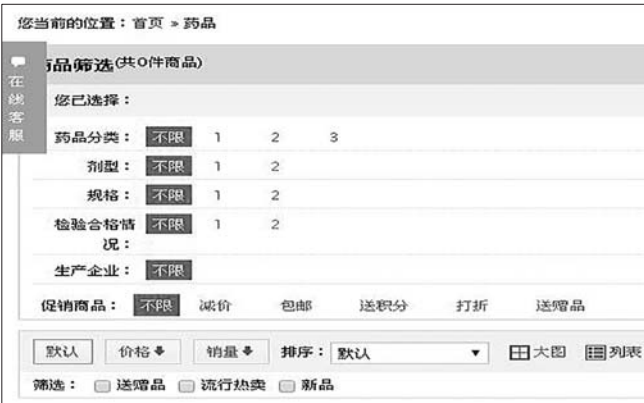 您当前的位置：首页 » 药品
商品筛选(共0件商品)
在线客服
您已选择：
药品分类： 不限 1 2 3
剂型： 不限 1 2
规格： 不限 1 2
检验合格情况： 不限 1 2
生产企业： 不限
促销商品： 不限 减价 包邮 送积分 打折 送赠品
默认 价格 销量 排序： 默认 大图 列表
筛选： 送赠品 流行热卖 新品